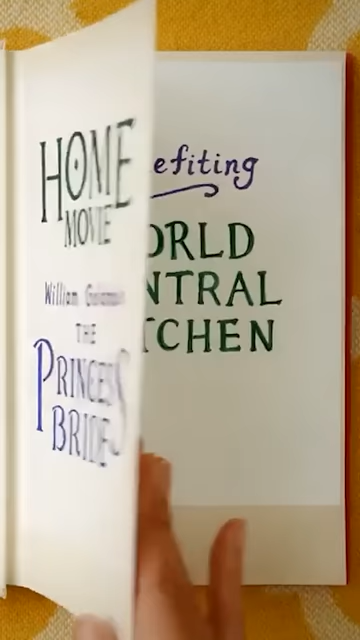 HOME
MOVIE
William Goldman
THE
PRINCESS
BRIDE
efiting
ORLD
NTRAL
TCHEN